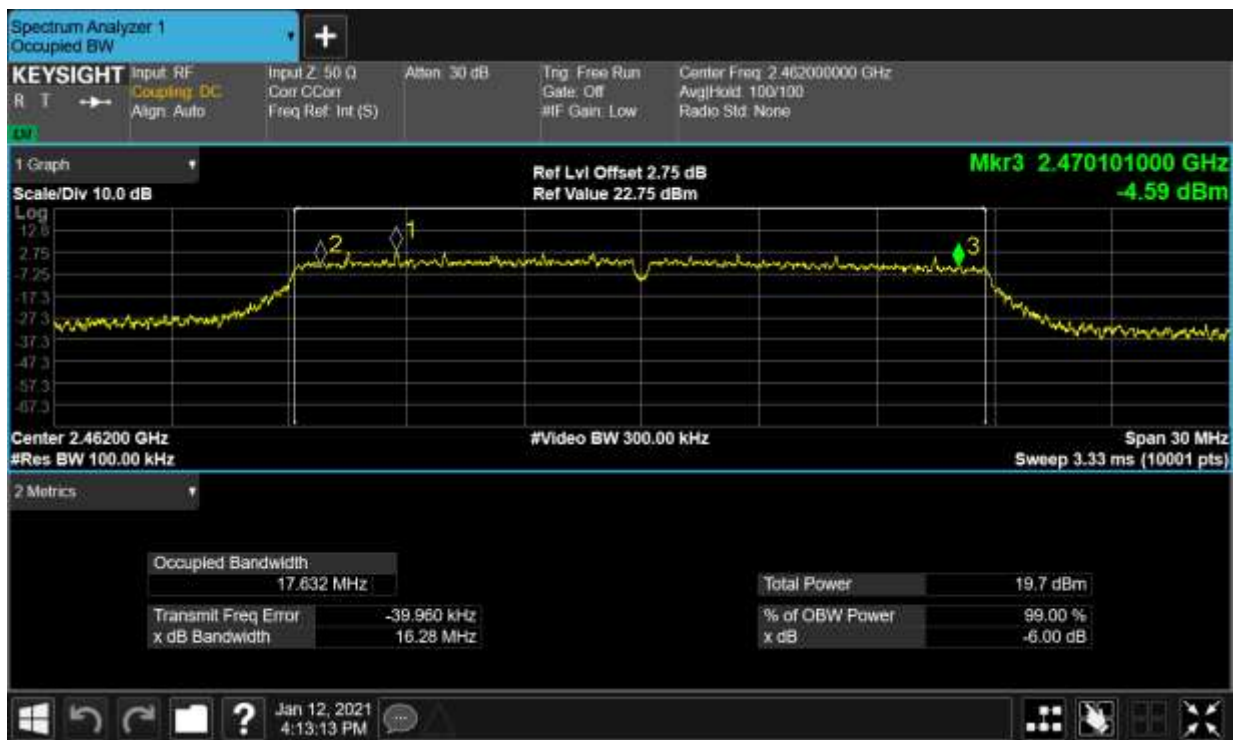 Spectrum Analyzer 1
Occupied BW
+
KEYSIGHT
R T
Input: RF
Coupling: DC
Align: Auto
Input Z: 50 Ω
Corr CCorr
Freq Ref: Int (S)
Atten: 30 dB
Trig: Free Run
Gate: Off
#IF Gain: Low
Center Freq: 2.462000000 GHz
Avg|Hold: 100/100
Radio Std: None
1 Graph
Scale/Div 10.0 dB
Ref Lvl Offset 2.75 dB
Ref Value 22.75 dBm
Mkr3 2.470101000 GHz
-4.59 dBm
Log
12.8
2.75
-7.25
-17.3
-27.3
-37.3
-47.3
-57.3
-67.3
2
1
3
Center 2.46200 GHz
#Res BW 100.00 kHz
#Video BW 300.00 kHz
Span 30 MHz
Sweep 3.33 ms (10001 pts)
2 Metrics
Occupied Bandwidth
17.632 MHz
Transmit Freq Error -39.960 kHz
x dB Bandwidth 16.28 MHz
Total Power 19.7 dBm
% of OBW Power 99.00 %
x dB -6.00 dB
?
Jan 12, 2021
4:13:13 PM